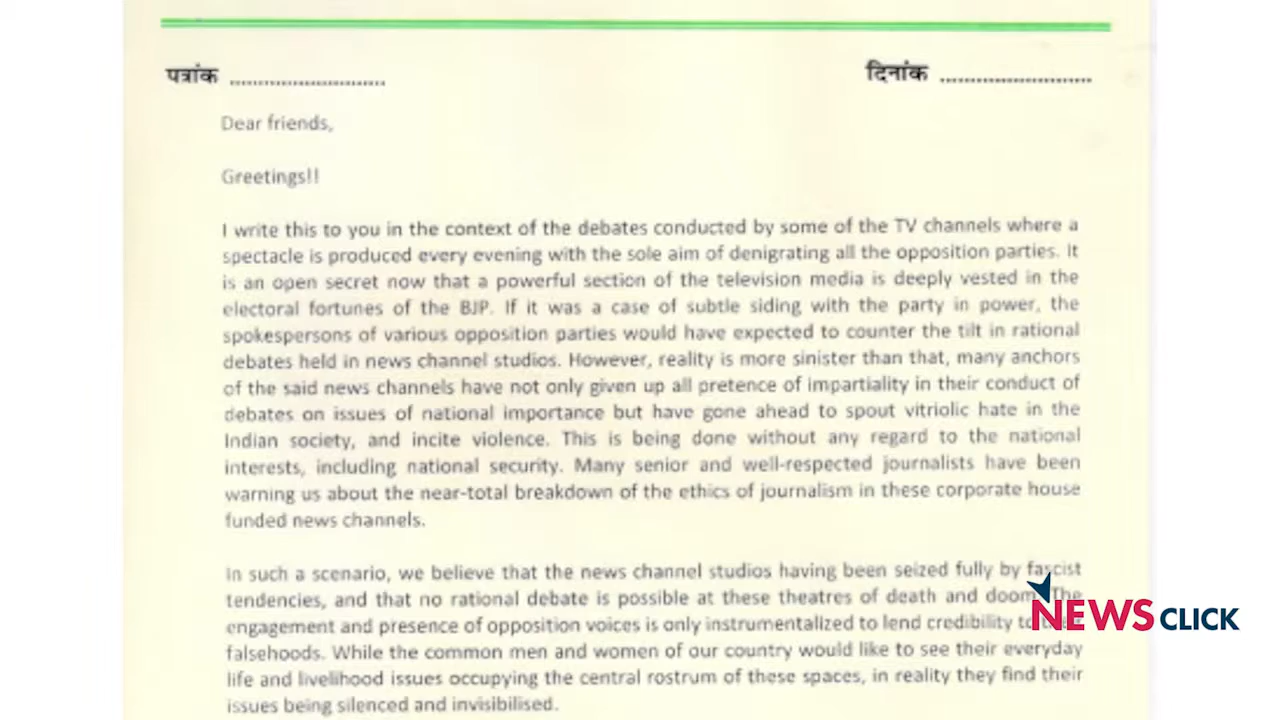 पत्रांक ........................ दिनांक ........................
Dear friends,
Greetings!!
I write this to you in the context of the debates conducted by some of the TV channels where a
spectacle is produced every evening with the sole aim of denigrating all the opposition parties. It
is an open secret now that a powerful section of the television media is deeply vested in the
electoral fortunes of the BJP. If it was a case of subtle siding with the party in power, the
spokespersons of various opposition parties would have expected to counter the tilt in rational
debates held in news channel studios. However, reality is more sinister than that, many anchors
of the said news channels have not only given up all pretence of impartiality in their conduct of
debates on issues of national importance but have gone ahead to spout vitriolic hate in the
Indian society, and incite violence. This is being done without any regard to the national
interests, including national security. Many senior and well-respected journalists have been
warning us about the near-total breakdown of the ethics of journalism in these corporate house
funded news channels.
In such a scenario, we believe that the news channel studios having been seized fully by fascist
tendencies, and that no rational debate is possible at these theatres of death and doom. The
engagement and presence of opposition voices is only instrumentalized to lend credibility to
falsehoods. While the common men and women of our country would like to see their everyday
life and livelihood issues occupying the central rostrum of these spaces, in reality they find their
issues being silenced and invisibilised.
NEWSCLICK